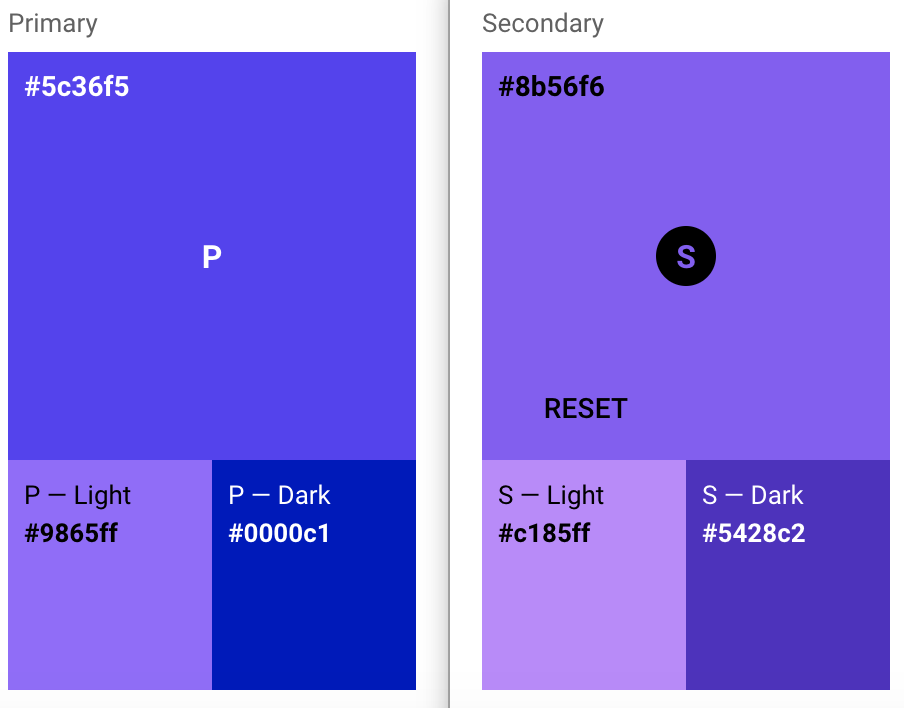 Primary
#5c36f5
P
P — Light
#9865ff
P — Dark
#0000c1
Secondary
#8b56f6
S
RESET
S — Light
#c185ff
S — Dark
#5428c2